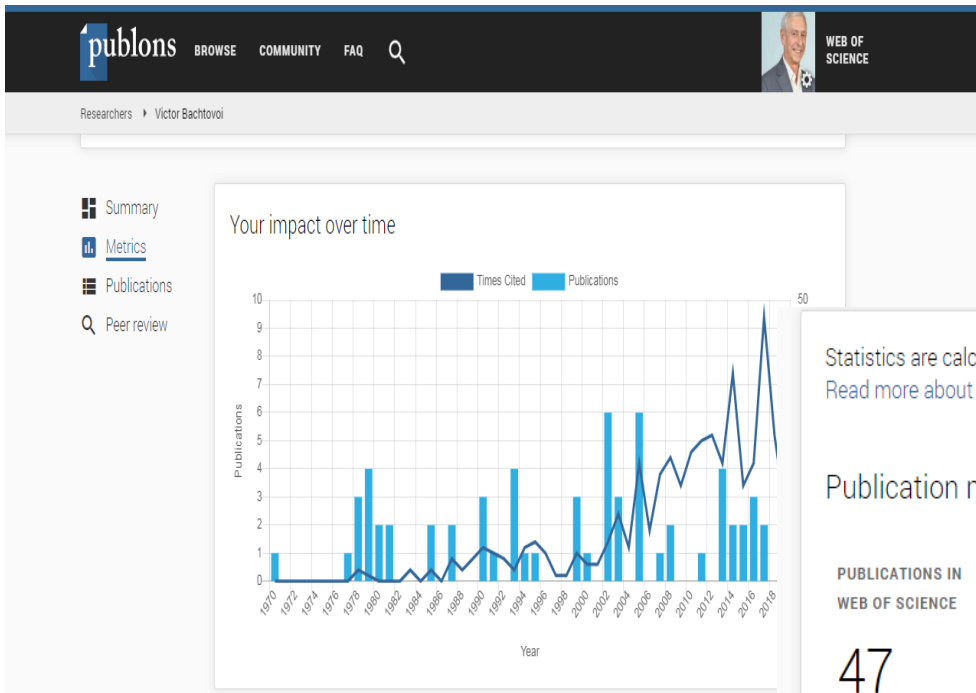 publons BROWSE COMMUNITY FAQ
WEB OF
SCIENCE
Researchers Victor Bachtovoi
Summary
Metrics
Publications
Peer review
Your impact over time
Times Cited Publications
10
9
8
7
6
5
4
3
2
1
0
50
Publications
1970 1972 1974 1976 1978 1980 1982 1984 1986 1988 1990 1992 1994 1996 1998 2000 2002 2004 2006 2008 2010 2012 2014 2016 2018
Year
Statistics are calc
Read more about
Publication
PUBLICATIONS IN
WEB OF SCIENCE
47